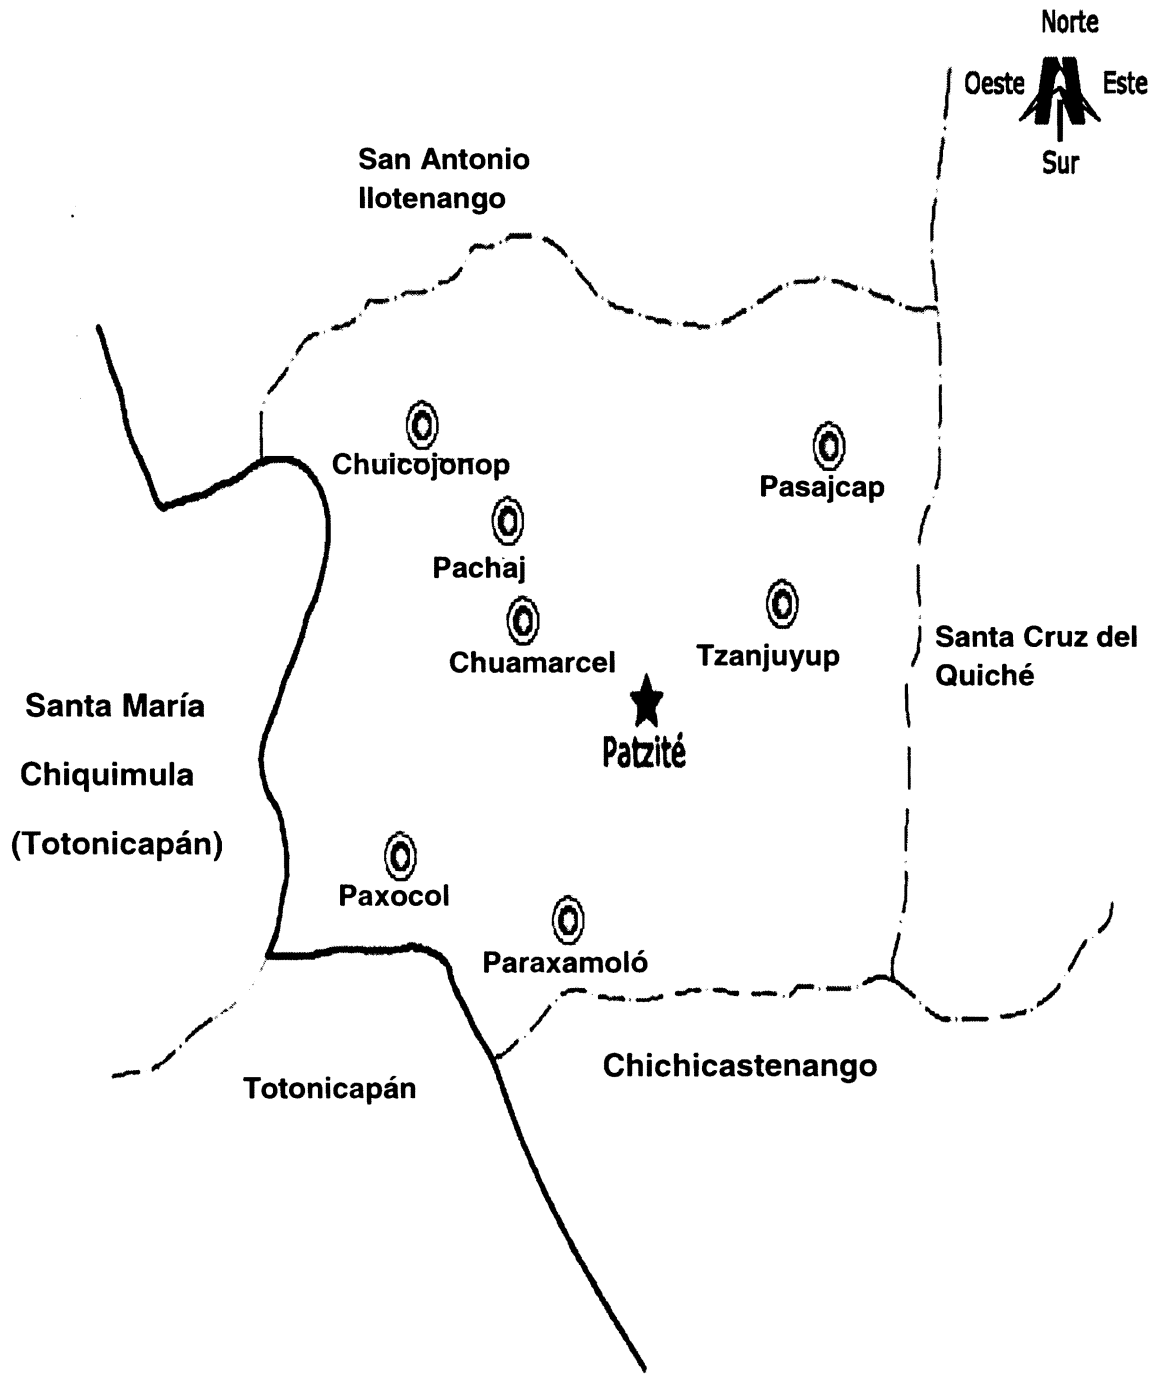 Norte
Oeste
Este
Sur
San Antonio
Ilotenango
Chuicojonop
Pasajcap
Pachaj
Chuamarcel
Tzanjuyup
Santa Cruz del
Quiché
Santa María
Chiquimula
(Totonicapán)
Patzité
Paxocol
Paraxamoló
Chichicastenango
Totonicapán